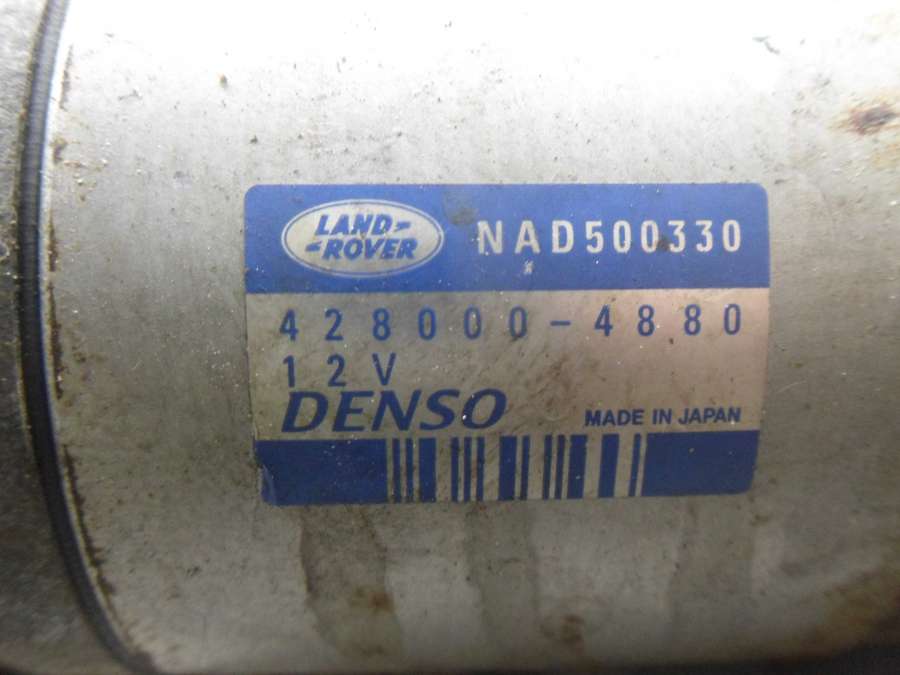 LAND
ROVER
NAD500330
428000-4880
12V
DENSO
MADE IN JAPAN